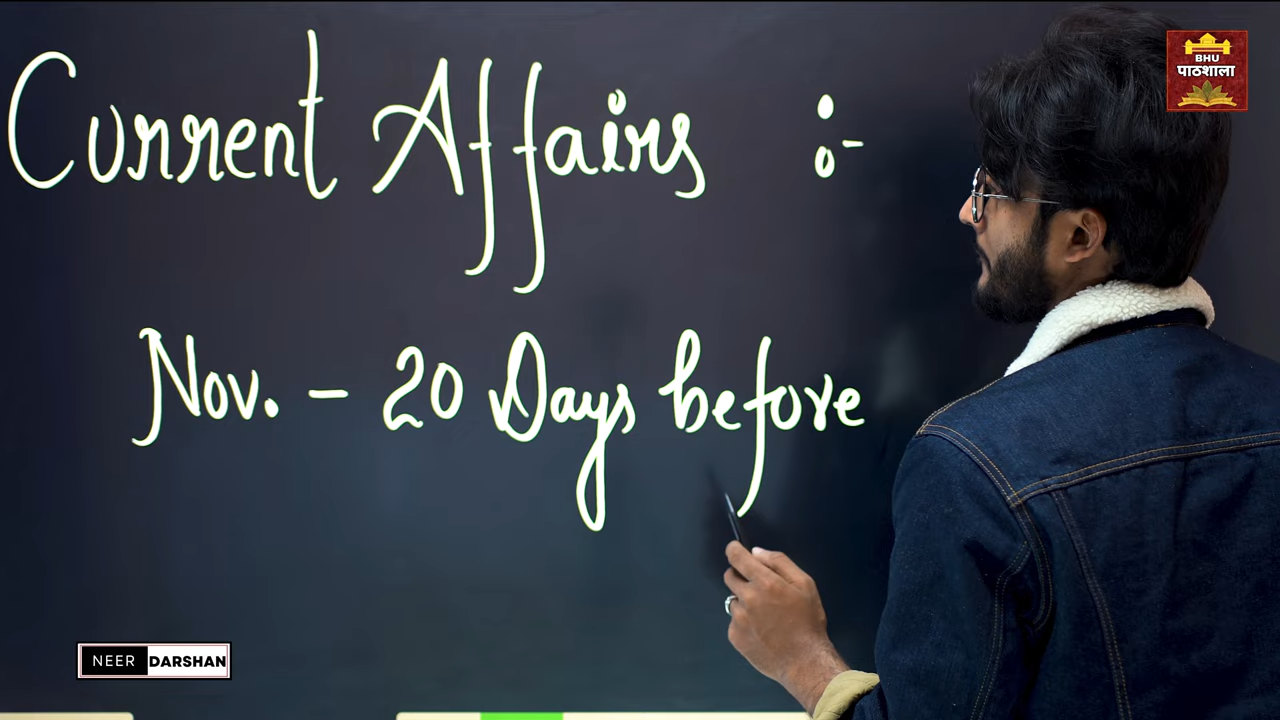 Current Affairs :-
BHU
पाठशाला
Nov. - 20 Days before
NEER DARSHAN